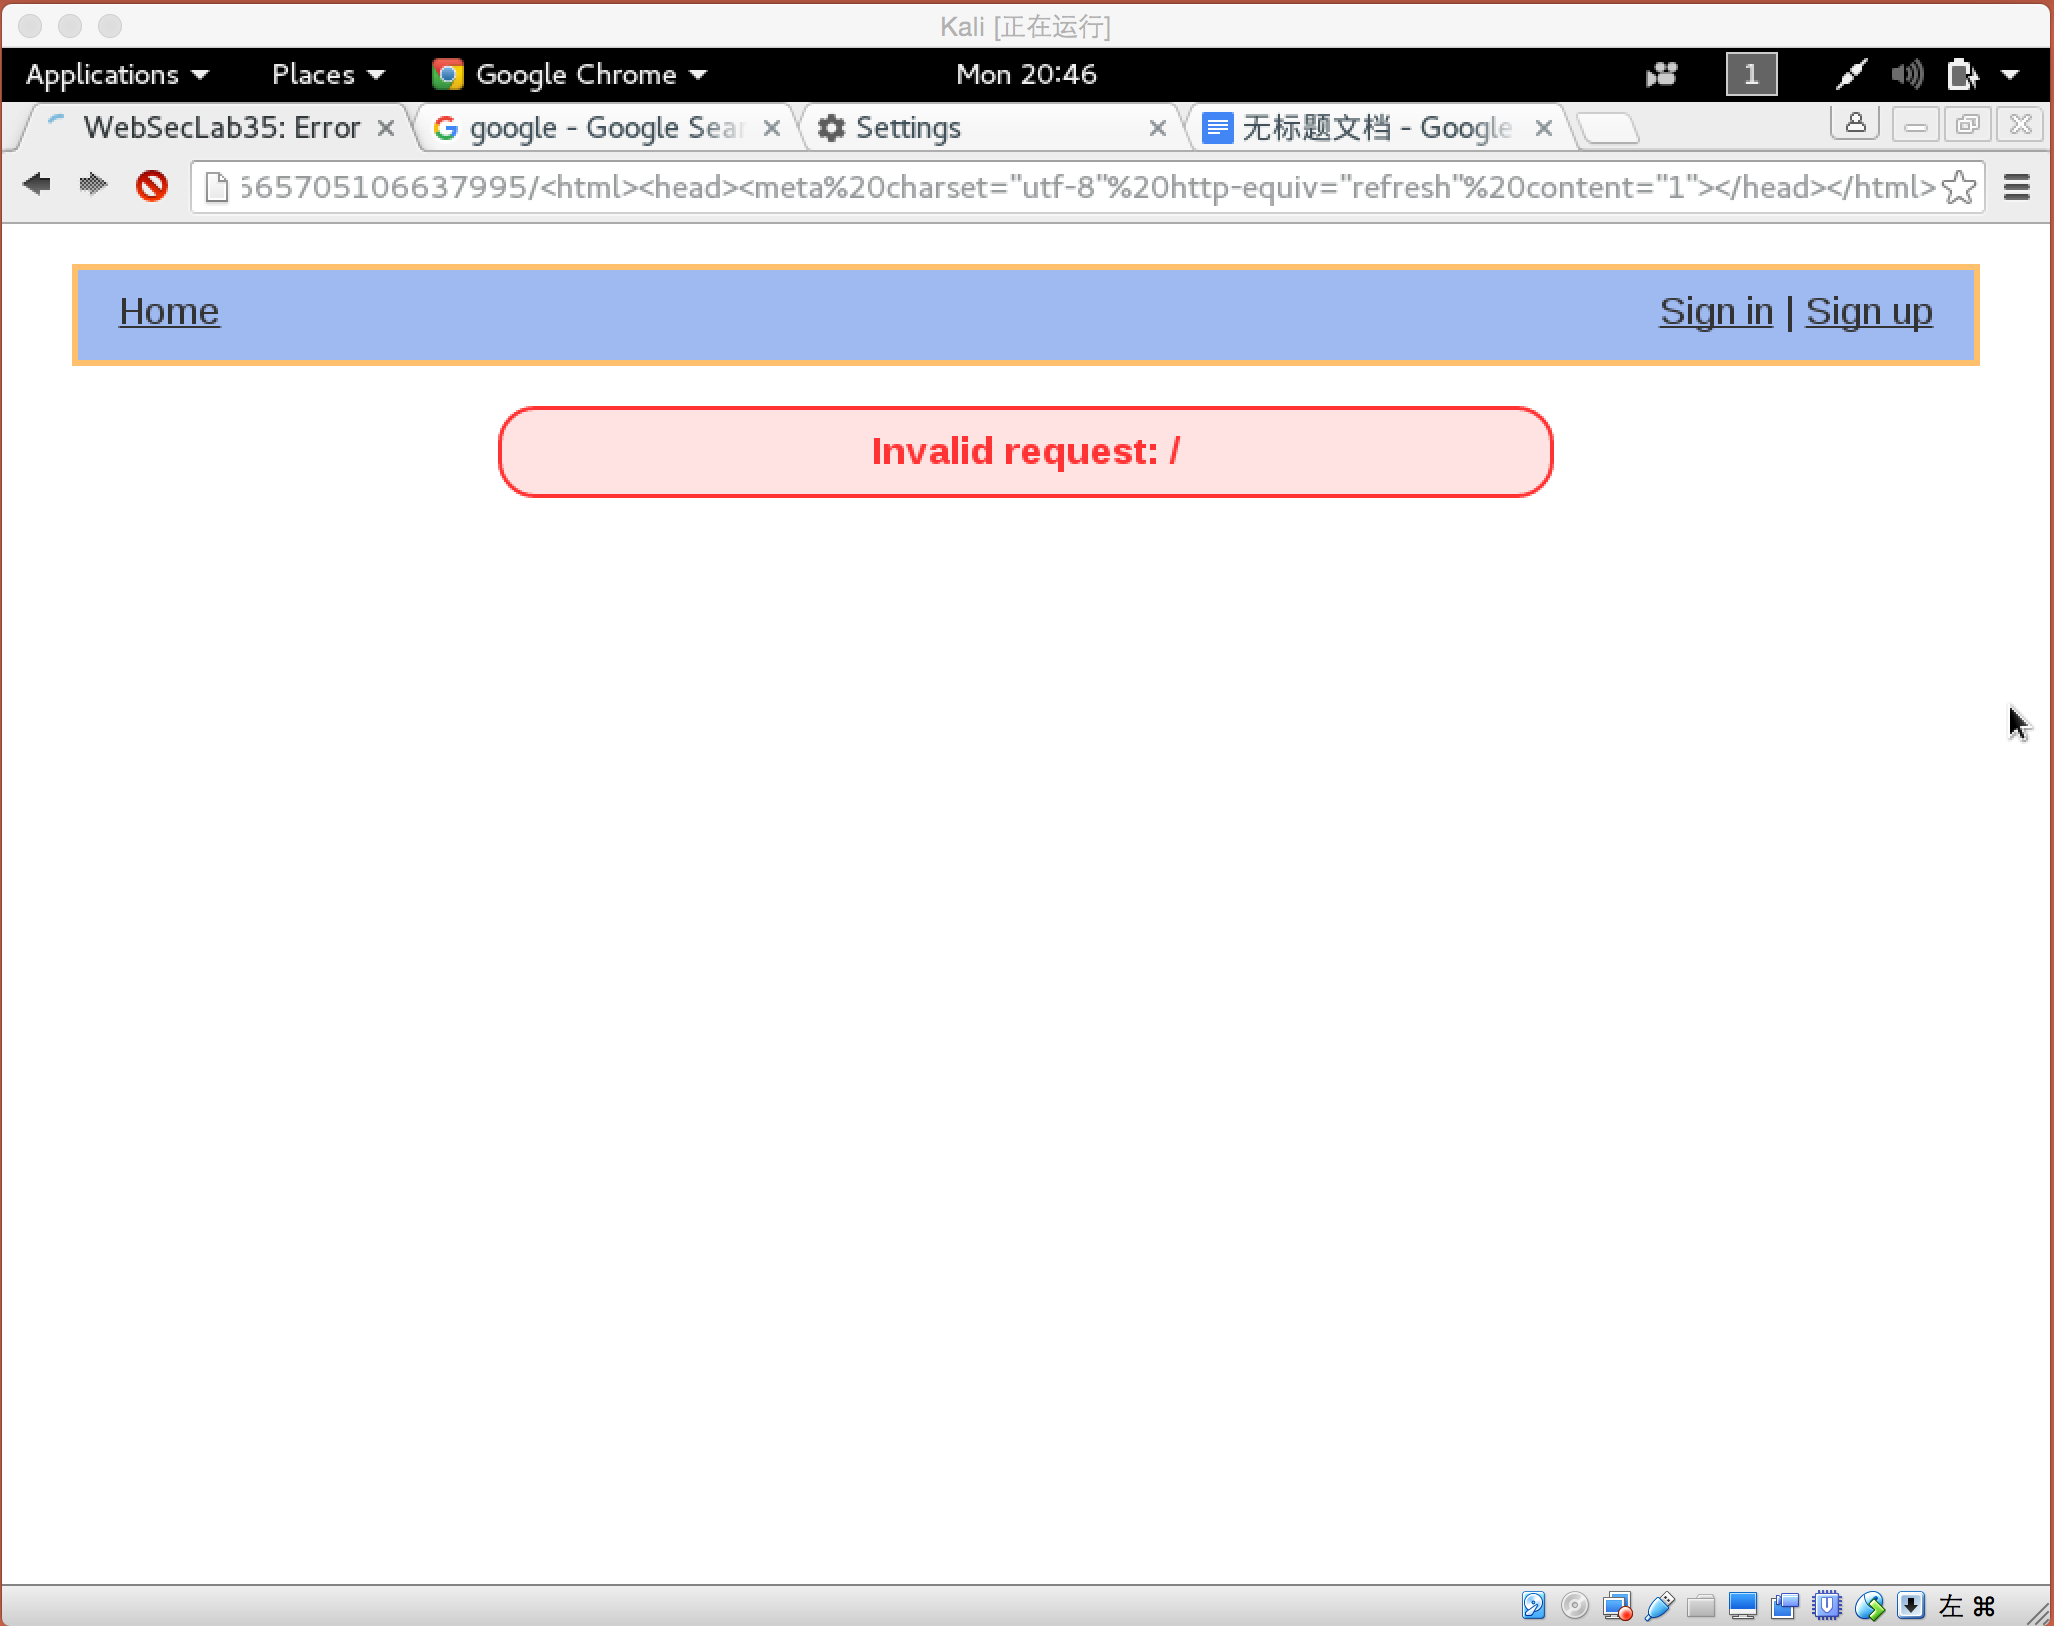 Kali [正在运行]
Applications Places Google Chrome Mon 20:46 1
WebSecLab35: Error google - Google Sear Settings 无标题文档 - Google
665705106637995/<html><head><meta%20charset="utf-8"%20http-equiv="refresh"%20content="1"></head></html>
Home Sign in | Sign up
Invalid request: /
左 ⌘